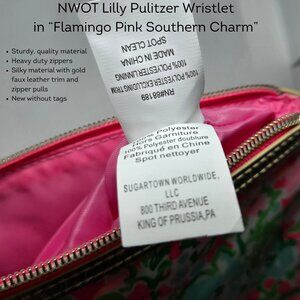 NWOT Lilly Pulitzer Wristlet
in “Flamingo Pink Southern Charm”
• Sturdy, quality material
• Heavy duty zippers
• Silky material with gold
faux leather trim and
zipper pulls
• New without tags
RN#88189
100% POLYESTER,EXCLUDING TRIM
100% POLYESTER LINING
MADE IN CHINA
SPOT CLEAN
100% Polyester
100% Polyester doublure
Fabriqué en Chine
Spot nettoyer
SUGARTOWN WORLDWIDE,
LLC
800 THIRD AVENUE
KING OF PRUSSIA,PA